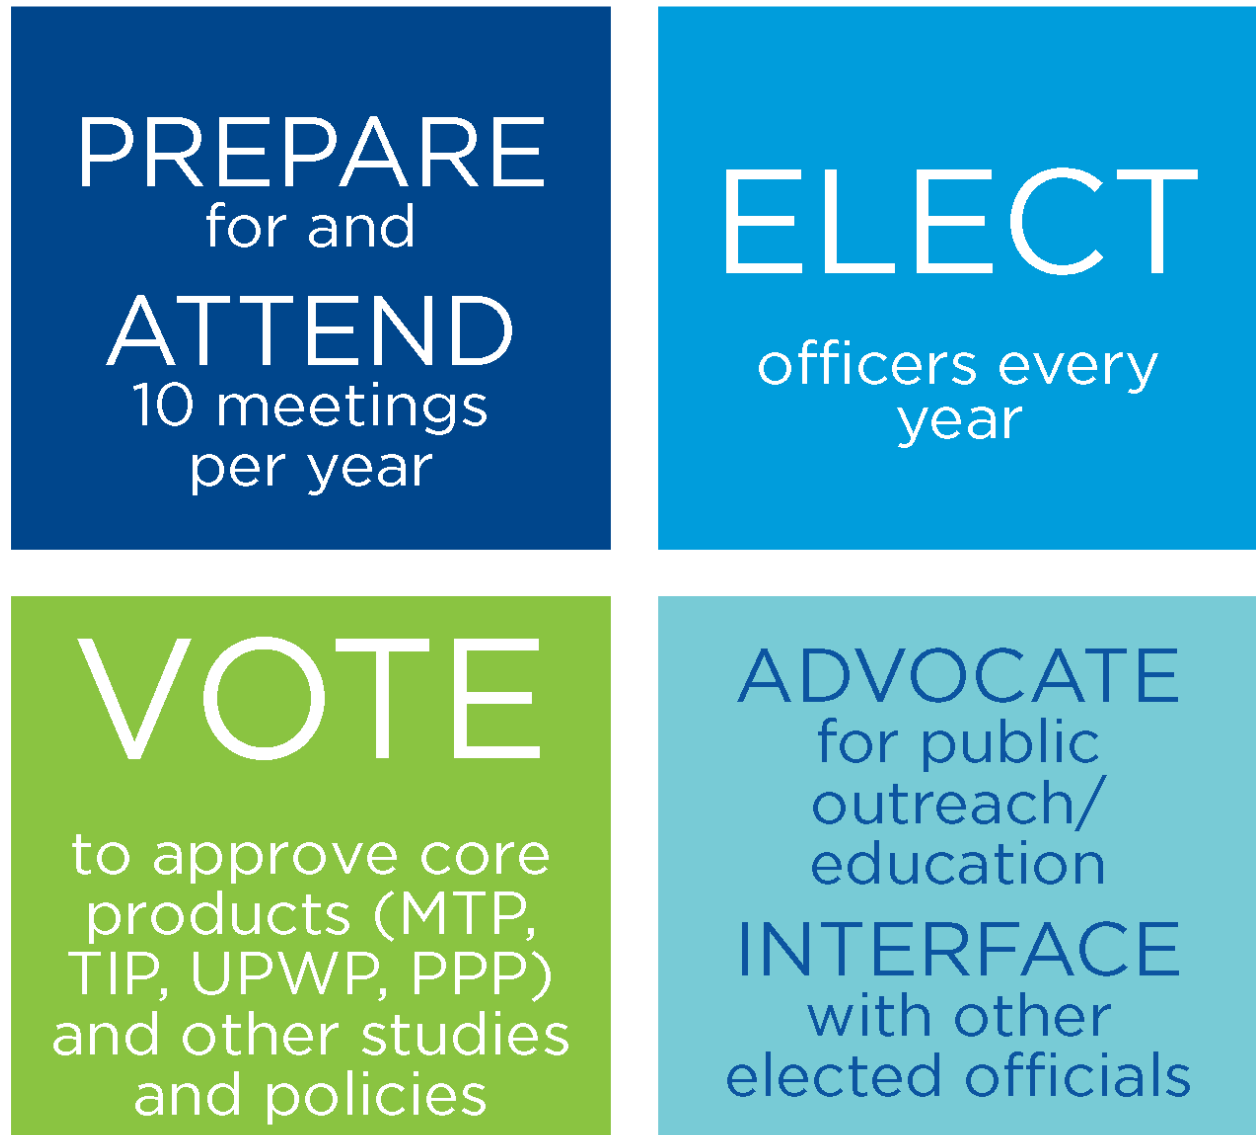 PREPARE
for and
ATTEND
10 meetings
per year
ELECT
officers every
year
VOTE
to approve core
products (MTP,
TIP, UPWP, PPP)
and other studies
and policies
ADVOCATE
for public
outreach/
education
INTERFACE
with other
elected officials